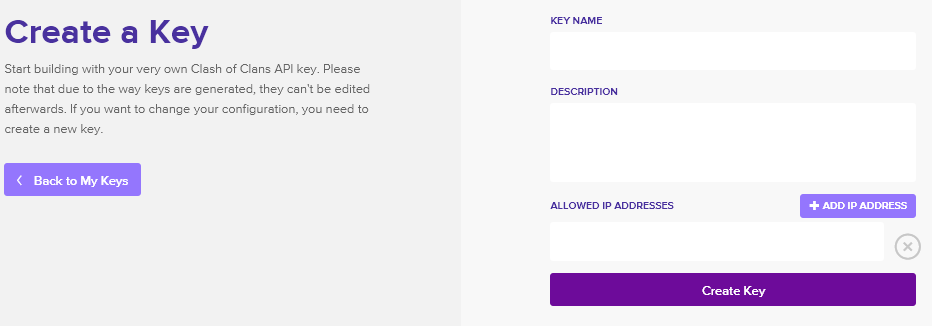 Create a Key
Start building with your very own Clash of Clans API key. Please
note that due to the way keys are generated, they can't be edited
afterwards. If you want to change your configuration, you need to
create a new key.
Back to My Keys
KEY NAME
DESCRIPTION
ALLOWED IP ADDRESSES
ADD IP ADDRESS
Create Key